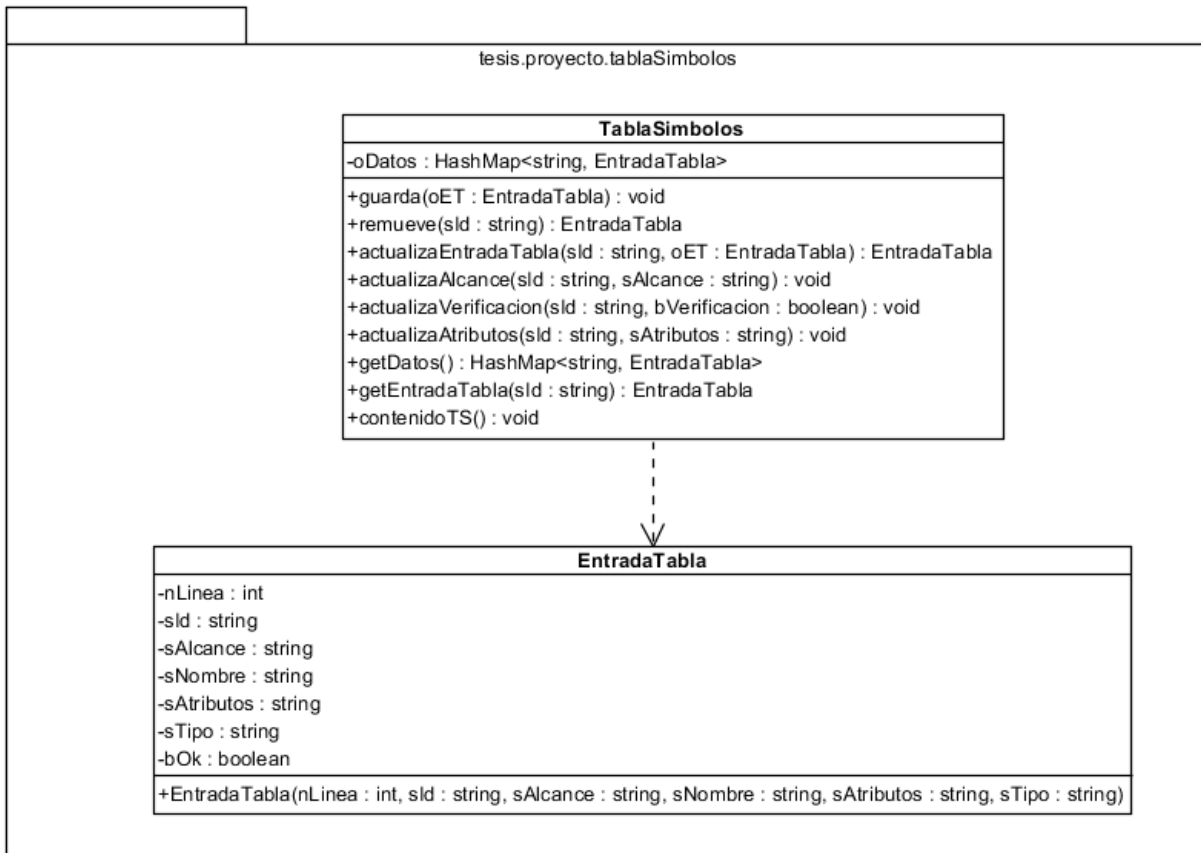 tesis.proyecto.tablaSimbolos
TablaSimbolos
-oDatos : HashMap<string, EntradaTabla>
+guarda(oET : EntradaTabla) : void
+remueve(sId : string) : EntradaTabla
+actualizaEntradaTabla(sId : string, oET : EntradaTabla) : EntradaTabla
+actualizaAlcance(sId : string, sAlcance : string) : void
+actualizaVerificacion(sId : string, bVerificacion : boolean) : void
+actualizaAtributos(sId : string, sAtributos : string) : void
+getDatos() : HashMap<string, EntradaTabla>
+getEntradaTabla(sId : string) : EntradaTabla
+contenidoTS() : void
EntradaTabla
-nLinea : int
-sId : string
-sAlcance : string
-sNombre : string
-sAtributos : string
-sTipo : string
-bOk : boolean
+EntradaTabla(nLinea : int, sId : string, sAlcance : string, sNombre : string, sAtributos : string, sTipo : string)